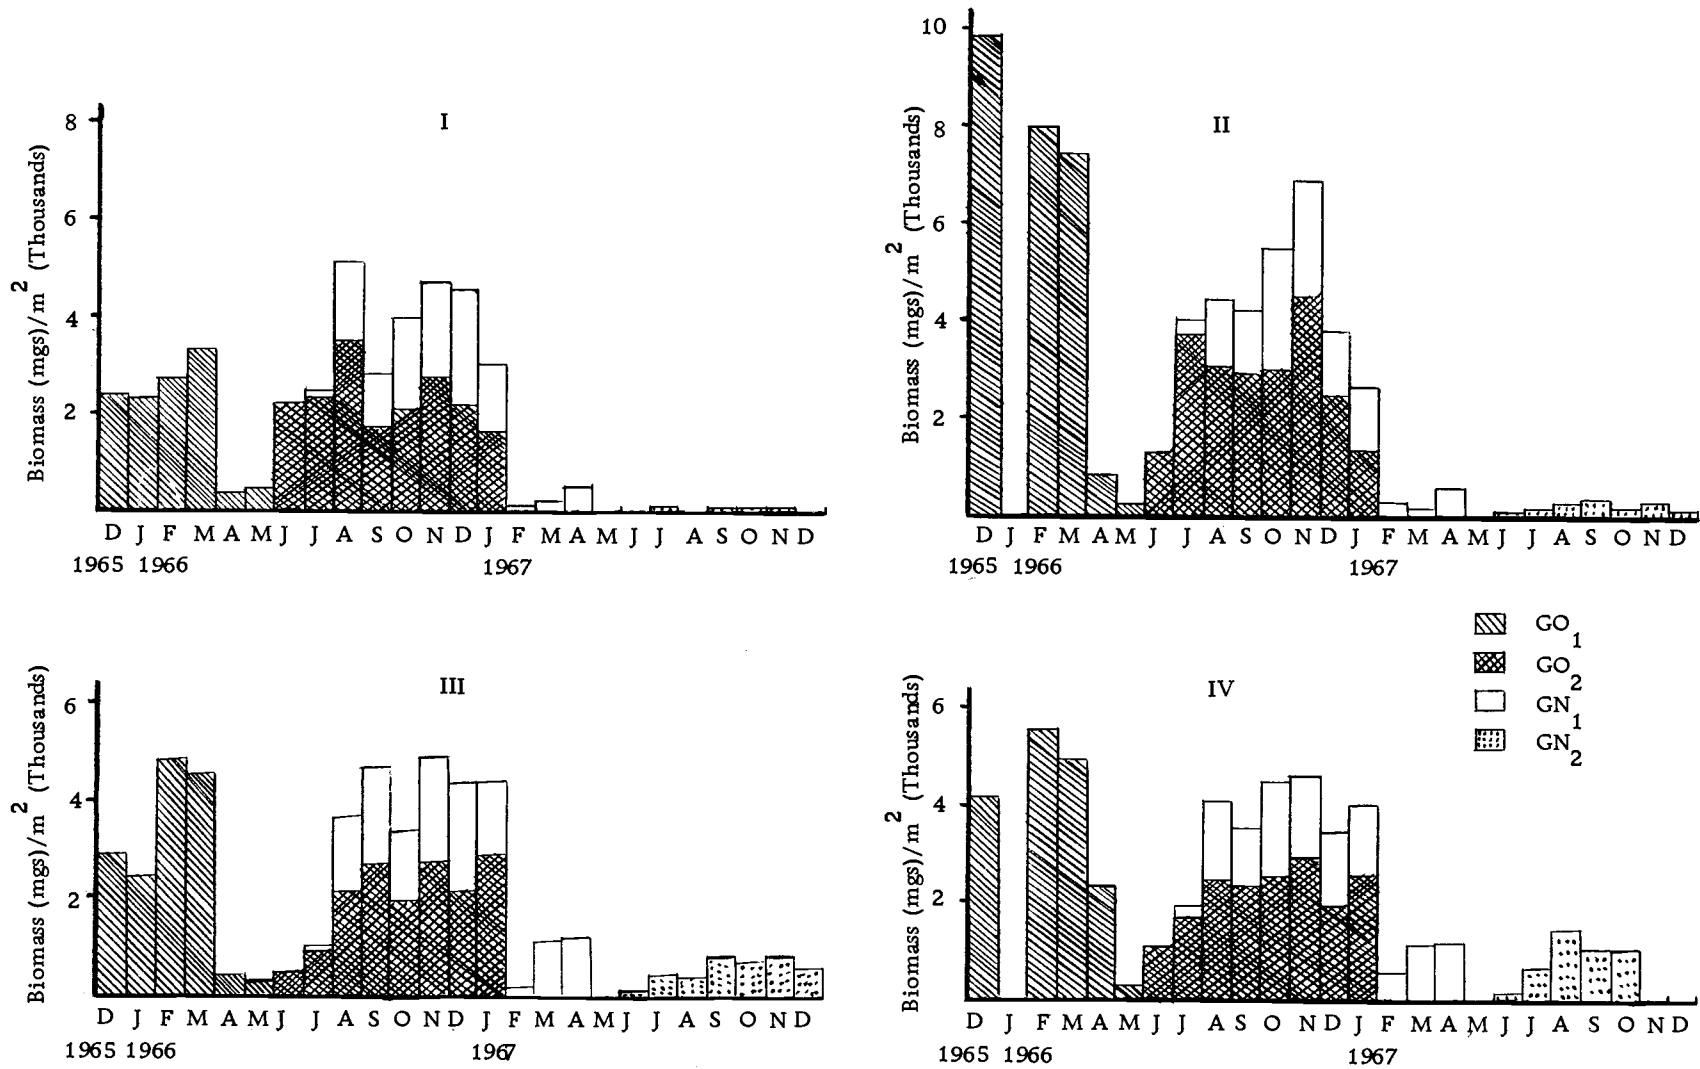 I
Biomass (mgs)/m2 (Thousands)
8
6
4
2
D J F M A M J J A S O N D J F M A M J J A S O N D
1965 1966 1967
II
Biomass (mgs)/m2 (Thousands)
10
8
6
4
2
D J F M A M J J A S O N D J F M A M J J A S O N D
1965 1966 1967
III
Biomass (mgs)/m2 (Thousands)
6
4
2
D J F M A M J J A S O N D J F M A M J J A S O N D
1965 1966 1967
IV
Biomass (mgs)/m2 (Thousands)
6
4
2
D J F M A M J J A S O N D J F M A M J J A S O N D
1965 1966 1967
GO1
GO2
GN1
GN2